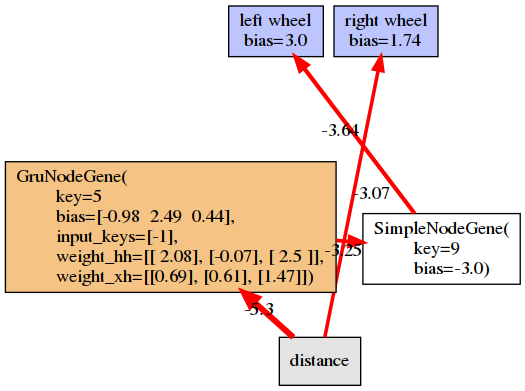 left wheel
bias=3.0
right wheel
bias=1.74
-3.64
-3.07
GruNodeGene(
key=5
bias=[-0.98 2.49 0.44],
input_keys=[-1],
weight_hh=[[ 2.08], [-0.07], [ 2.5 ]],
weight_xh=[[0.69], [0.61], [1.47]])
-3.25
SimpleNodeGene(
key=9
bias=-3.0)
-5.3
distance